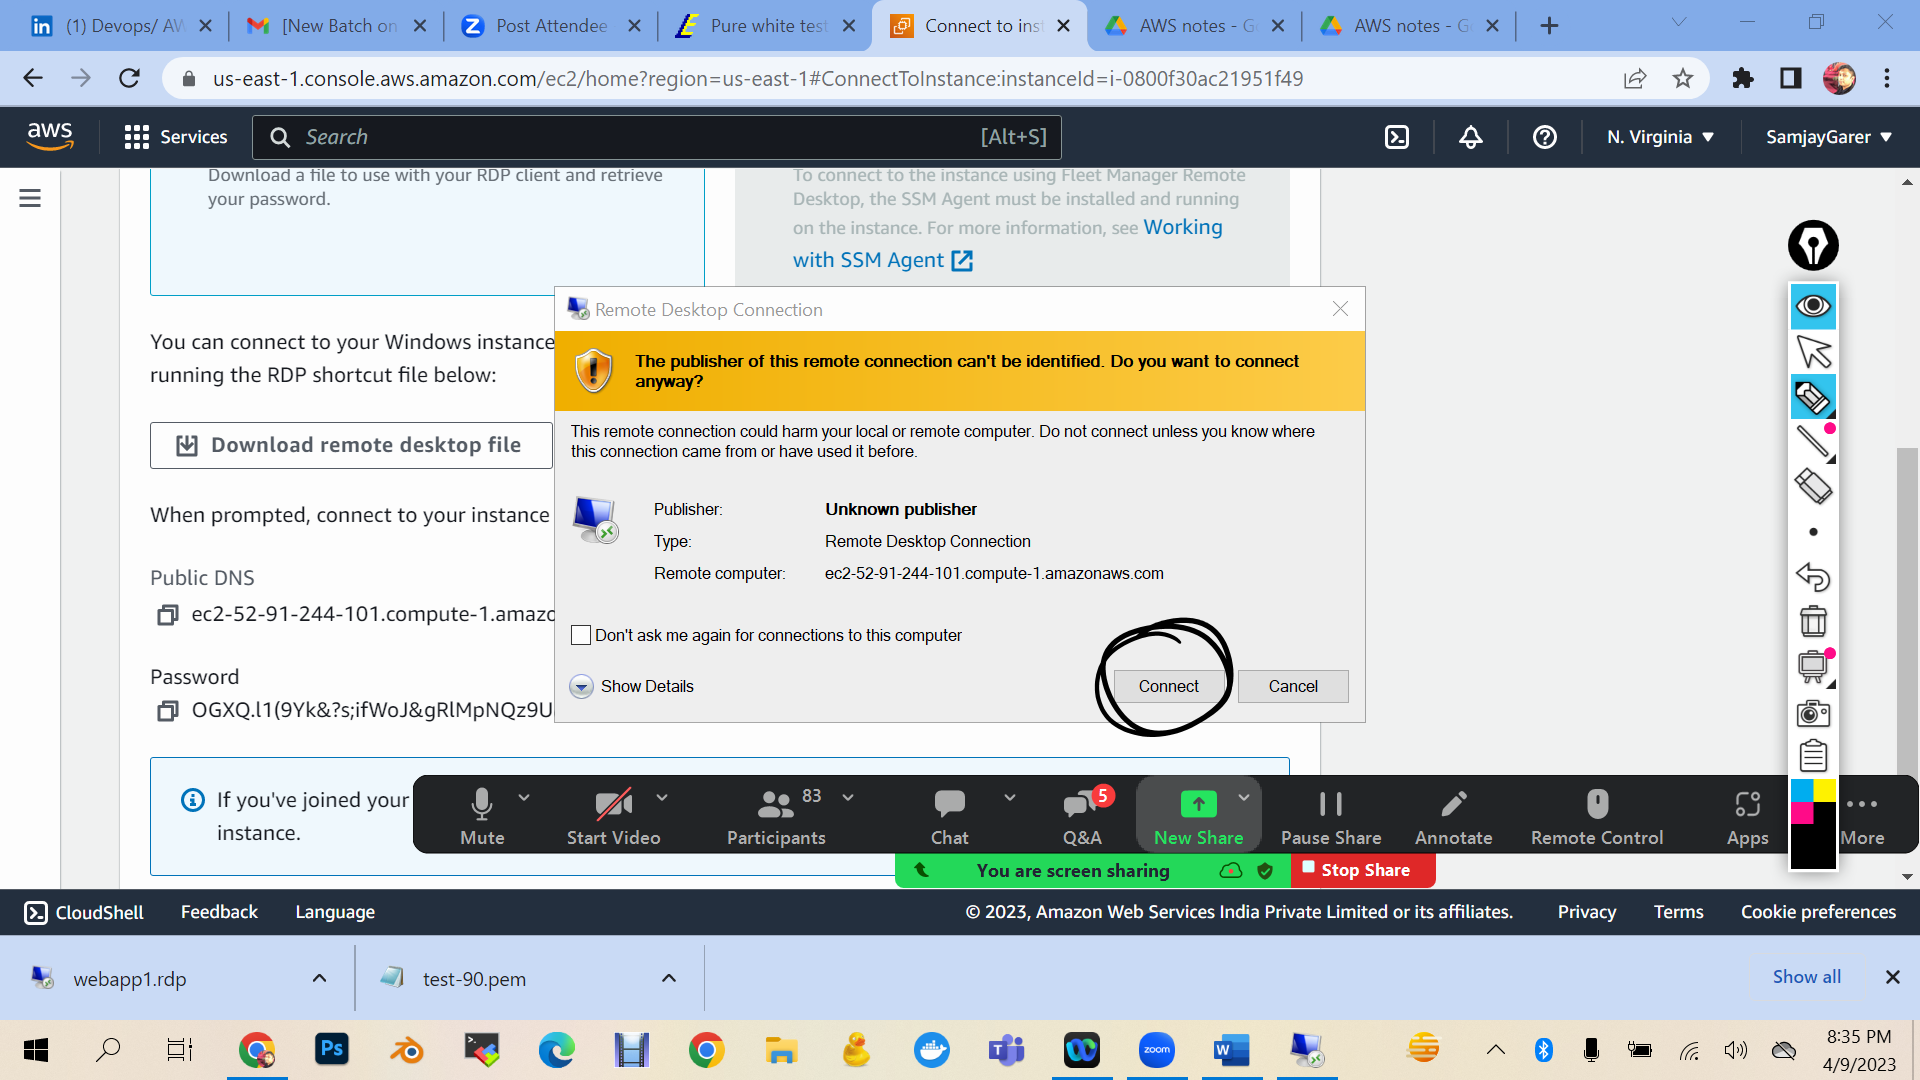 (1) Devops/ AW
[New Batch on
Post Attendee
Pure white test
Connect to inst
AWS notes - Go
AWS notes - Go
us-east-1.console.aws.amazon.com/ec2/home?region=us-east-1#ConnectToInstance:instanceId=i-0800f30ac21951f49
aws
Services
Search
[Alt+S]
N. Virginia
SamjayGarer
Download a file to use with your RDP client and retrieve
your password.
To connect to the instance using Fleet Manager Remote
Desktop, the SSM Agent must be installed and running
on the instance. For more information, see Working
with SSM Agent
You can connect to your Windows instance
running the RDP shortcut file below:
Download remote desktop file
When prompted, connect to your instance
Public DNS
ec2-52-91-244-101.compute-1.amazo
Password
OGXQ.l1(9Yk&?s;ifWoJ&gRlMpNQz9U
If you've joined your
instance.
Remote Desktop Connection
The publisher of this remote connection can't be identified. Do you want to connect
anyway?
This remote connection could harm your local or remote computer. Do not connect unless you know where
this connection came from or have used it before.
Publisher: Unknown publisher
Type: Remote Desktop Connection
Remote computer: ec2-52-91-244-101.compute-1.amazonaws.com
Don't ask me again for connections to this computer
Show Details
Connect
Cancel
Mute
Start Video
83
Participants
Chat
5
Q&A
New Share
Pause Share
Annotate
Remote Control
Apps
More
You are screen sharing
Stop Share
CloudShell
Feedback
Language
© 2023, Amazon Web Services India Private Limited or its affiliates.
Privacy
Terms
Cookie preferences
webapp1.rdp
test-90.pem
Show all
Ps
zoom
W
8:35 PM
4/9/2023